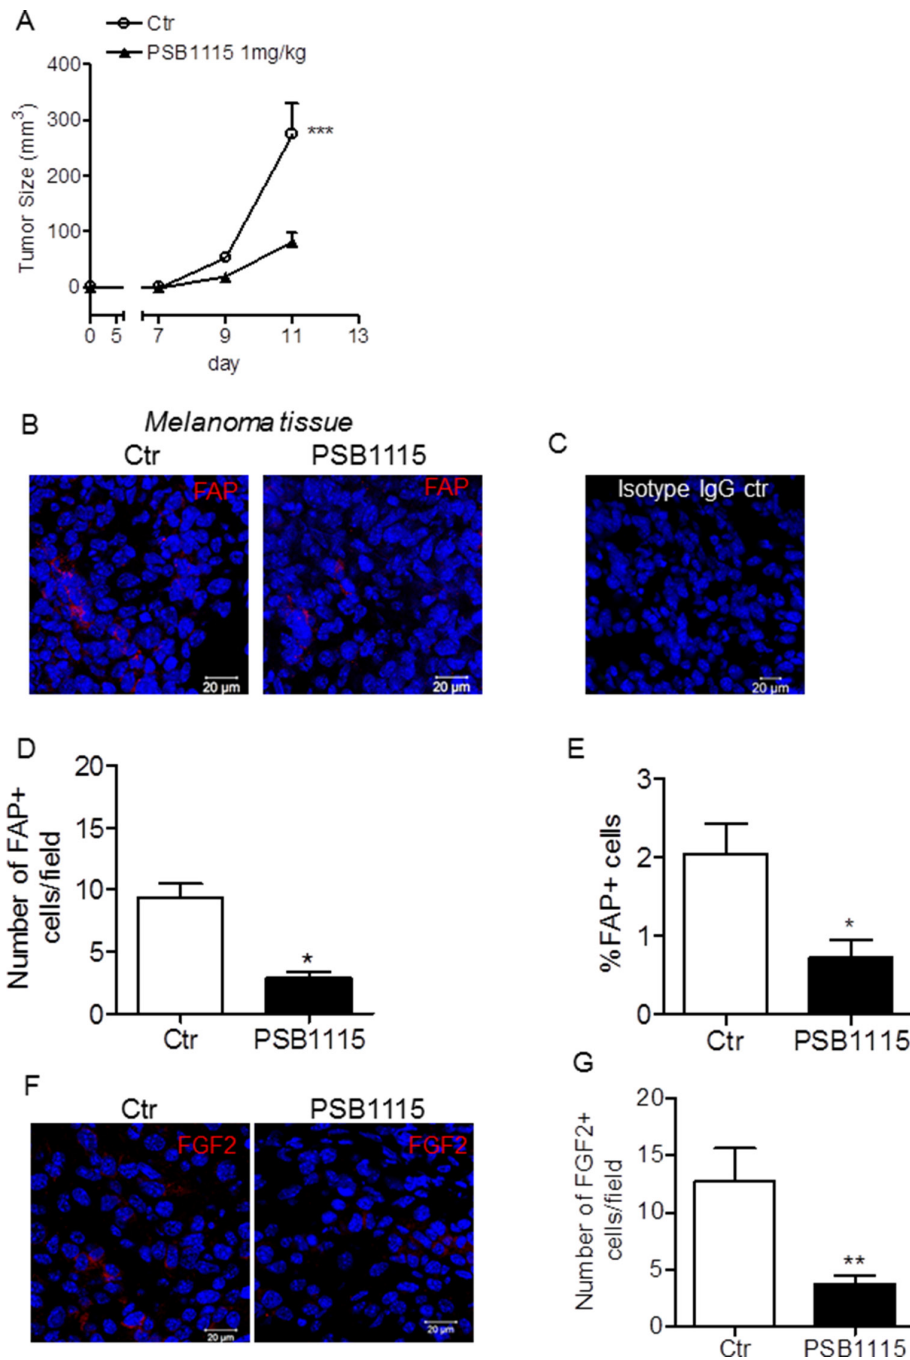 A
Ctr
PSB1115 1mg/kg
400
300
200
100
0
Tumor Size (mm³)
***
0 5 7 9 11 13
day
B
Melanoma tissue
Ctr PSB1115
FAP FAP
20 µm 20 µm
C
Isotype IgG ctr
20 µm
D
20
15
10
5
0
Number of FAP+
cells/field
*
Ctr PSB1115
E
3
2
1
0
%FAP+ cells
*
Ctr PSB1115
F
Ctr PSB1115
FGF2 FGF2
20 µm 20 µm
G
20
15
10
5
0
Number of FGF2+
cells/field
**
Ctr PSB1115